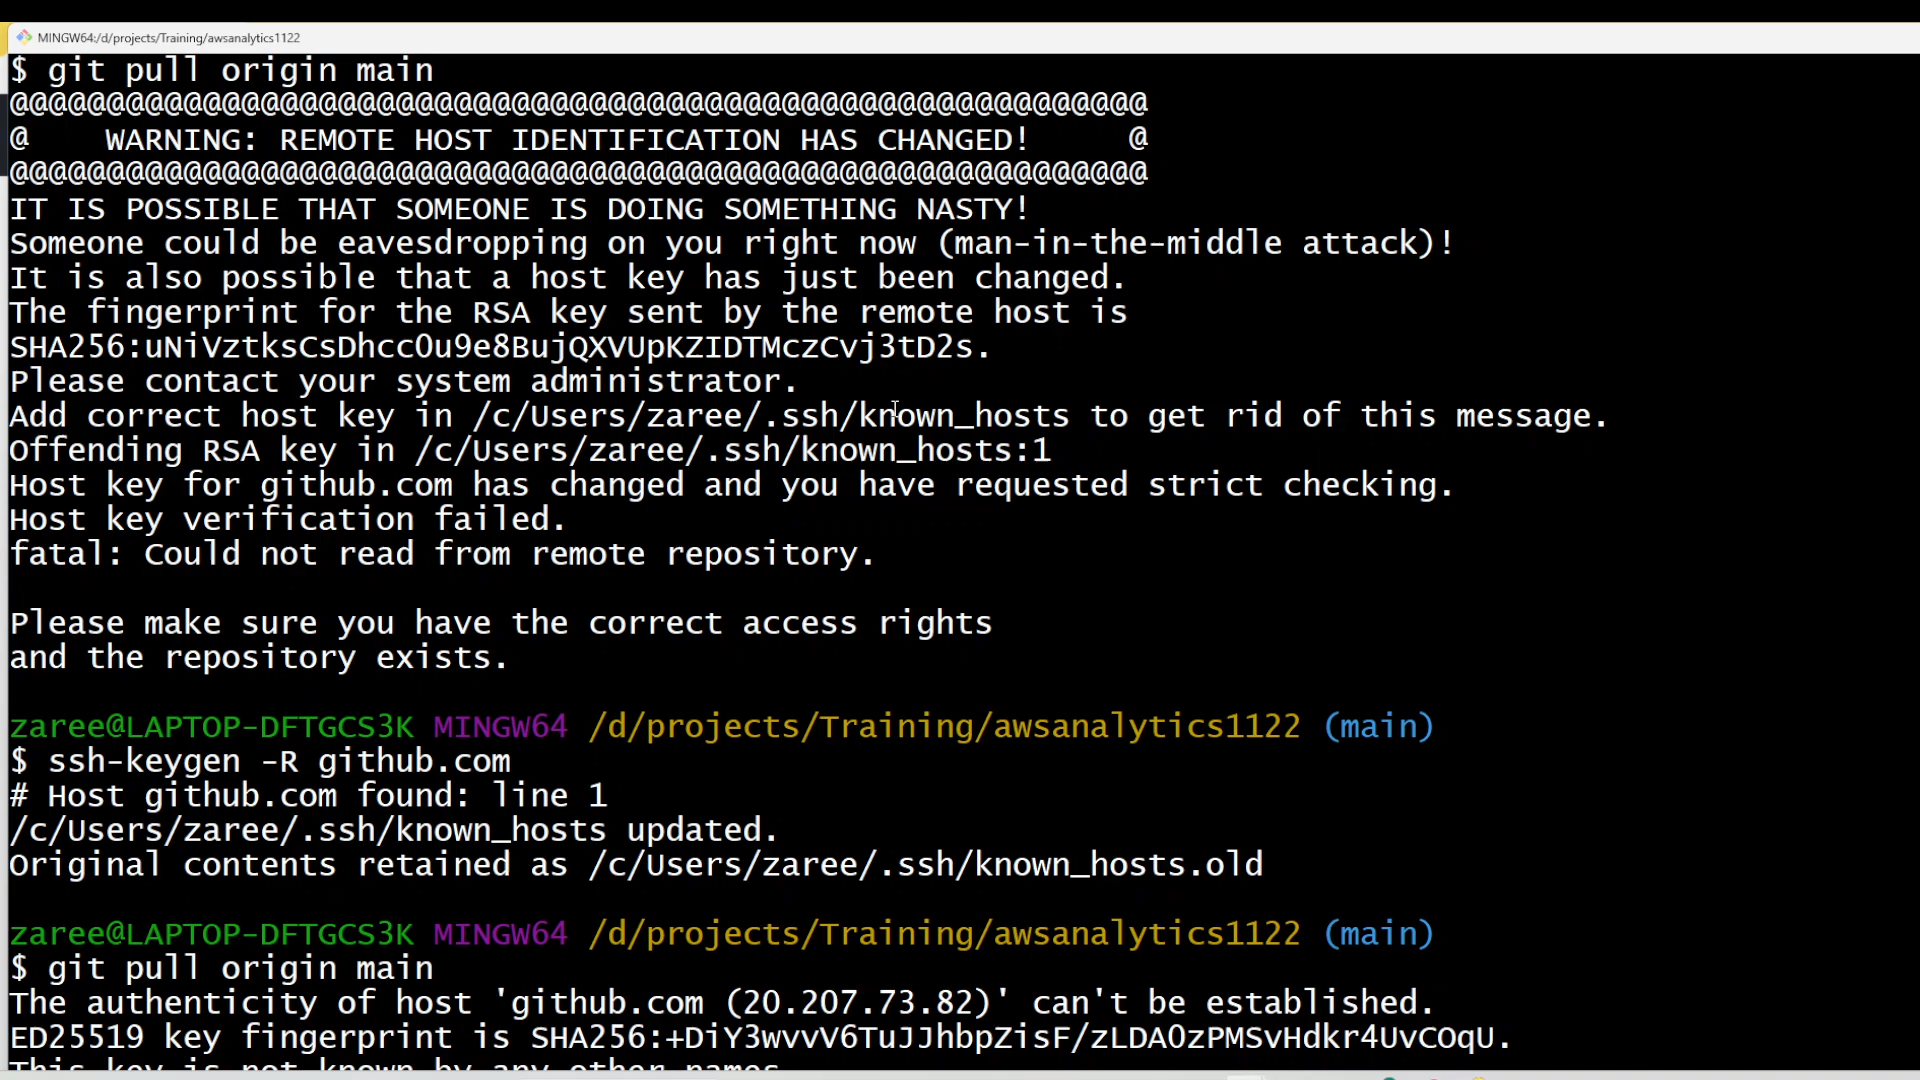 MINGW64:/d/projects/Training/awsanalytics1122
$ git pull origin main
@@@@@@@@@@@@@@@@@@@@@@@@@@@@@@@@@@@@@@@@@@@@@@@@@@@@@@@@@@@
@    WARNING: REMOTE HOST IDENTIFICATION HAS CHANGED!     @
@@@@@@@@@@@@@@@@@@@@@@@@@@@@@@@@@@@@@@@@@@@@@@@@@@@@@@@@@@@
IT IS POSSIBLE THAT SOMEONE IS DOING SOMETHING NASTY!
Someone could be eavesdropping on you right now (man-in-the-middle attack)!
It is also possible that a host key has just been changed.
The fingerprint for the RSA key sent by the remote host is
SHA256:uNiVztksCsDhcc0u9e8BujQXVUpKZIDTMczCvj3tD2s.
Please contact your system administrator.
Add correct host key in /c/Users/zaree/.ssh/known_hosts to get rid of this message.
Offending RSA key in /c/Users/zaree/.ssh/known_hosts:1
Host key for github.com has changed and you have requested strict checking.
Host key verification failed.
fatal: Could not read from remote repository.
Please make sure you have the correct access rights
and the repository exists.
zaree@LAPTOP-DFTGCS3K MINGW64 /d/projects/Training/awsanalytics1122 (main)
$ ssh-keygen -R github.com
# Host github.com found: line 1
/c/Users/zaree/.ssh/known_hosts updated.
Original contents retained as /c/Users/zaree/.ssh/known_hosts.old
zaree@LAPTOP-DFTGCS3K MINGW64 /d/projects/Training/awsanalytics1122 (main)
$ git pull origin main
The authenticity of host 'github.com (20.207.73.82)' can't be established.
ED25519 key fingerprint is SHA256:+DiY3wvvV6TuJJhbpZisF/zLDA0zPMSvHdkr4UvCOqU.
This key is not known by any other names